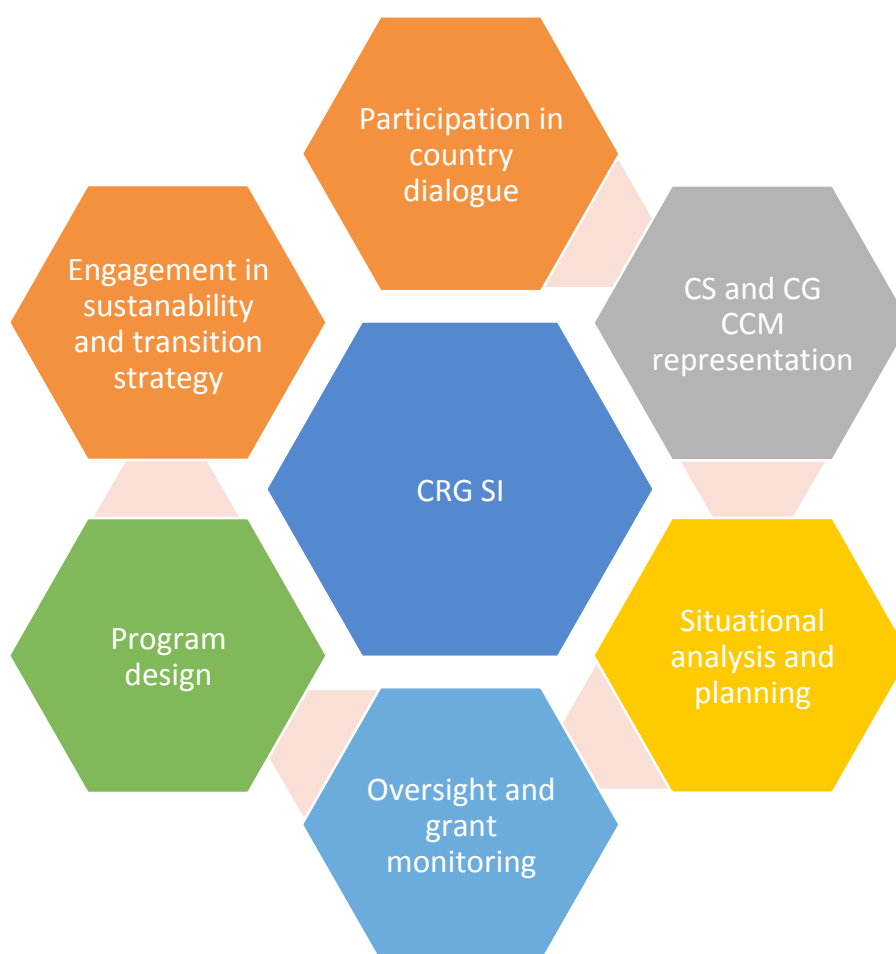 Participation in
country
dialogue
Engagement in
sustanability
and transition
strategy
CS and CG
CCM
representation
CRG SI
Program
design
Situational
analysis and
planning
Oversight and
grant
monitoring